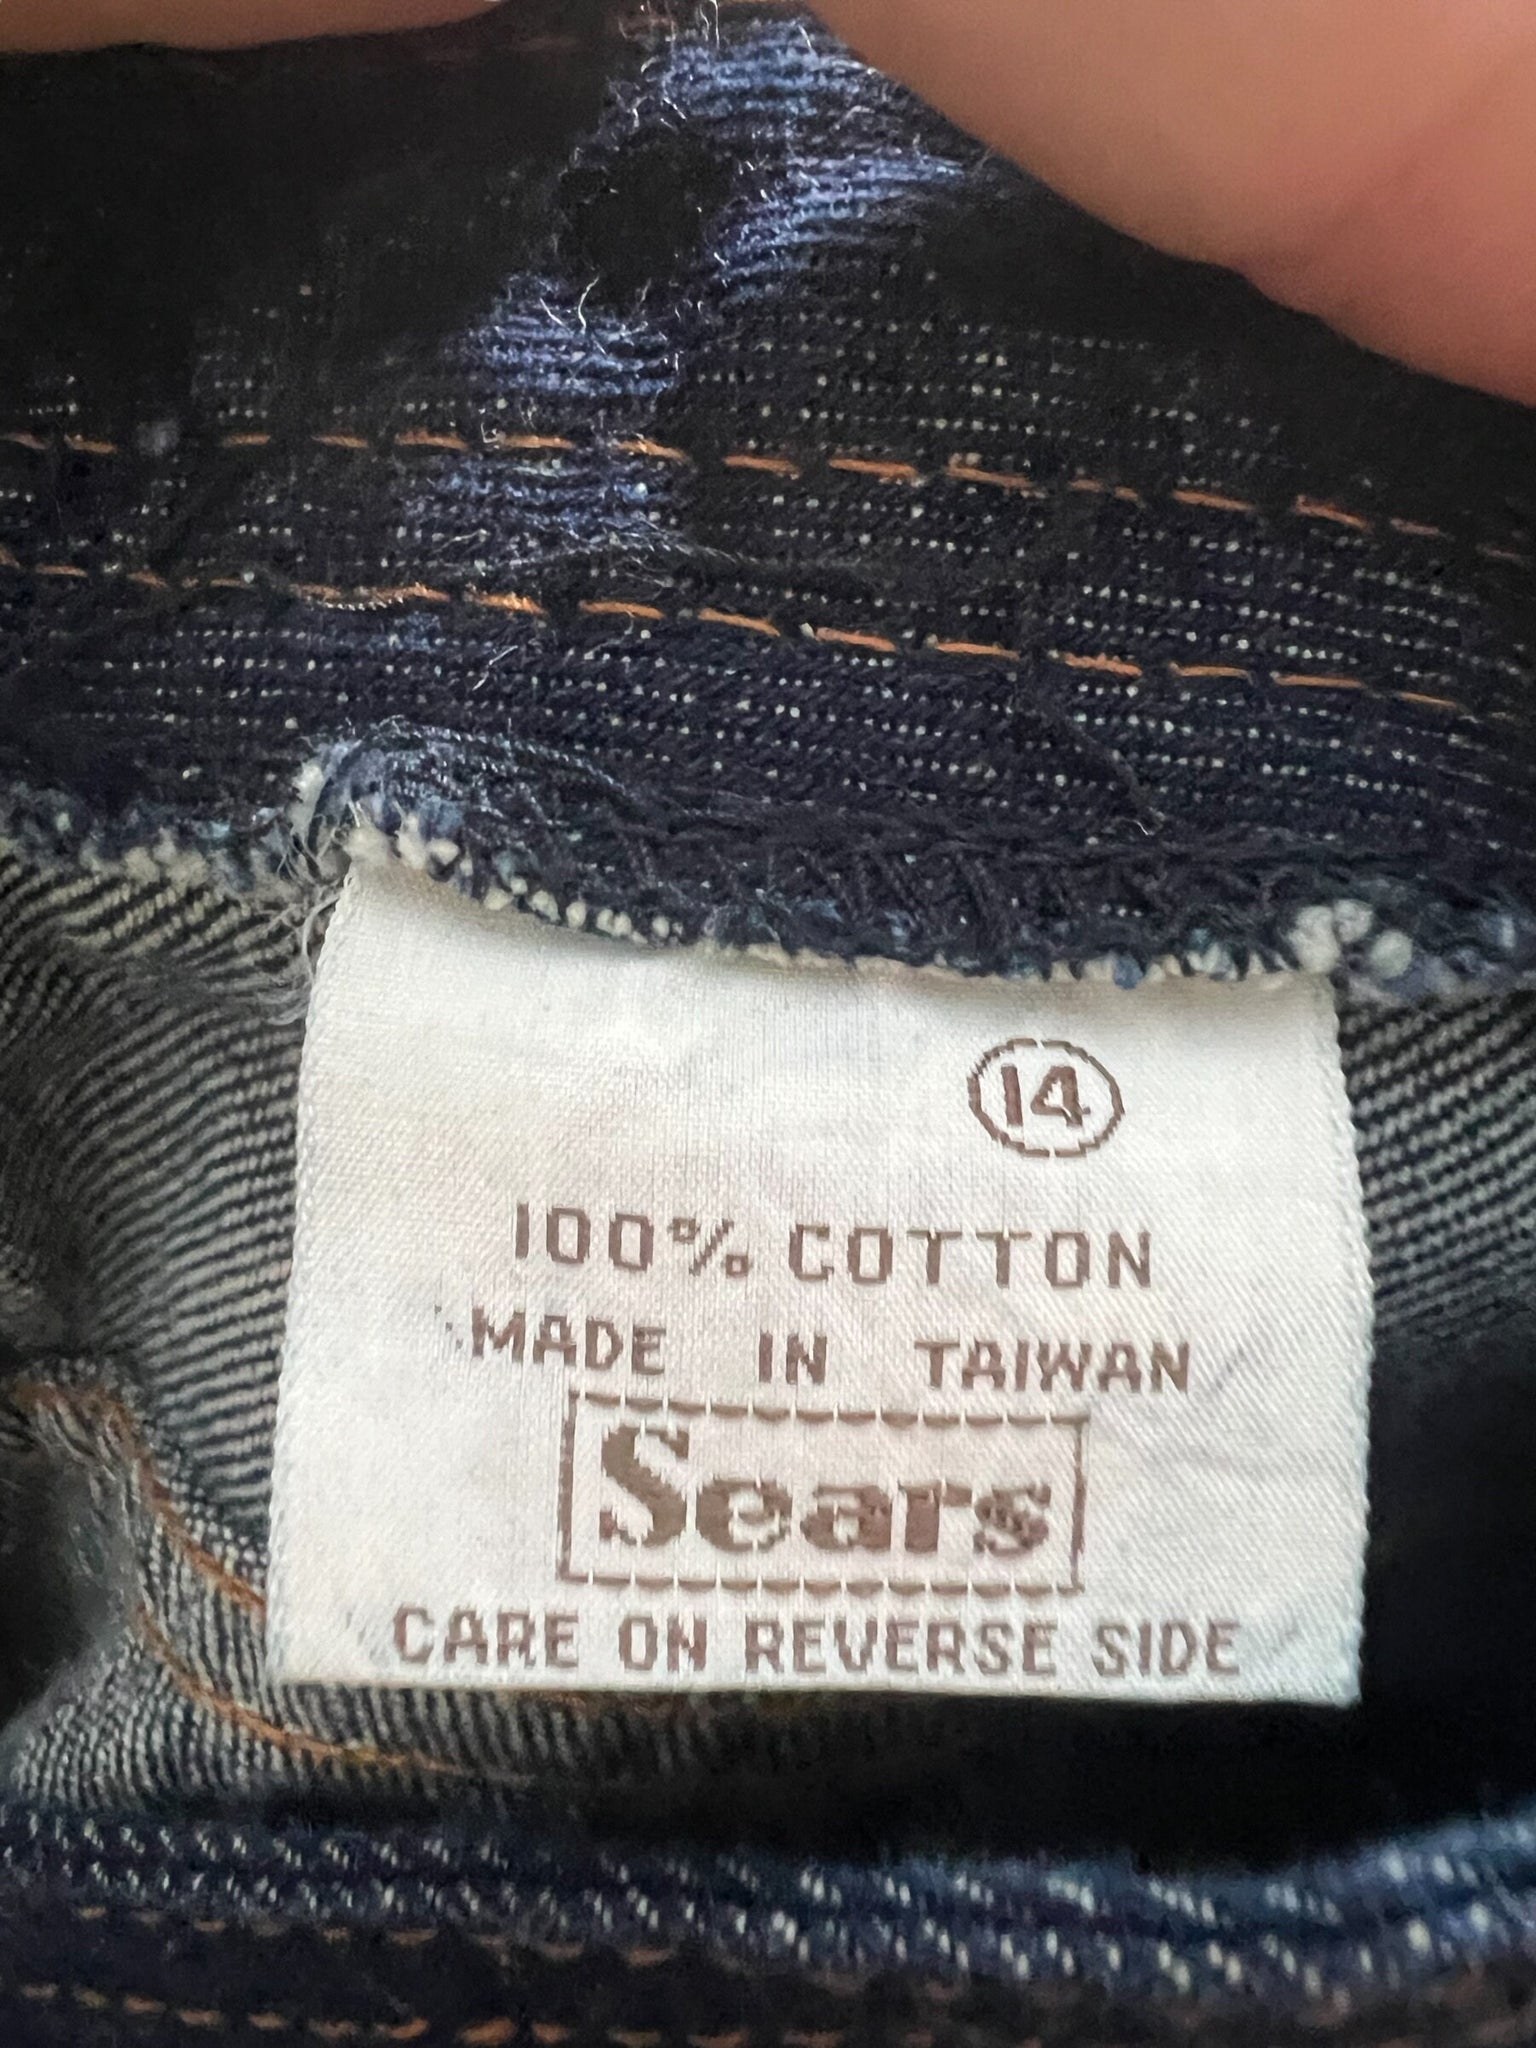 14
100% COTTON
MADE IN TAIWAN
Sears
CARE ON REVERSE SIDE